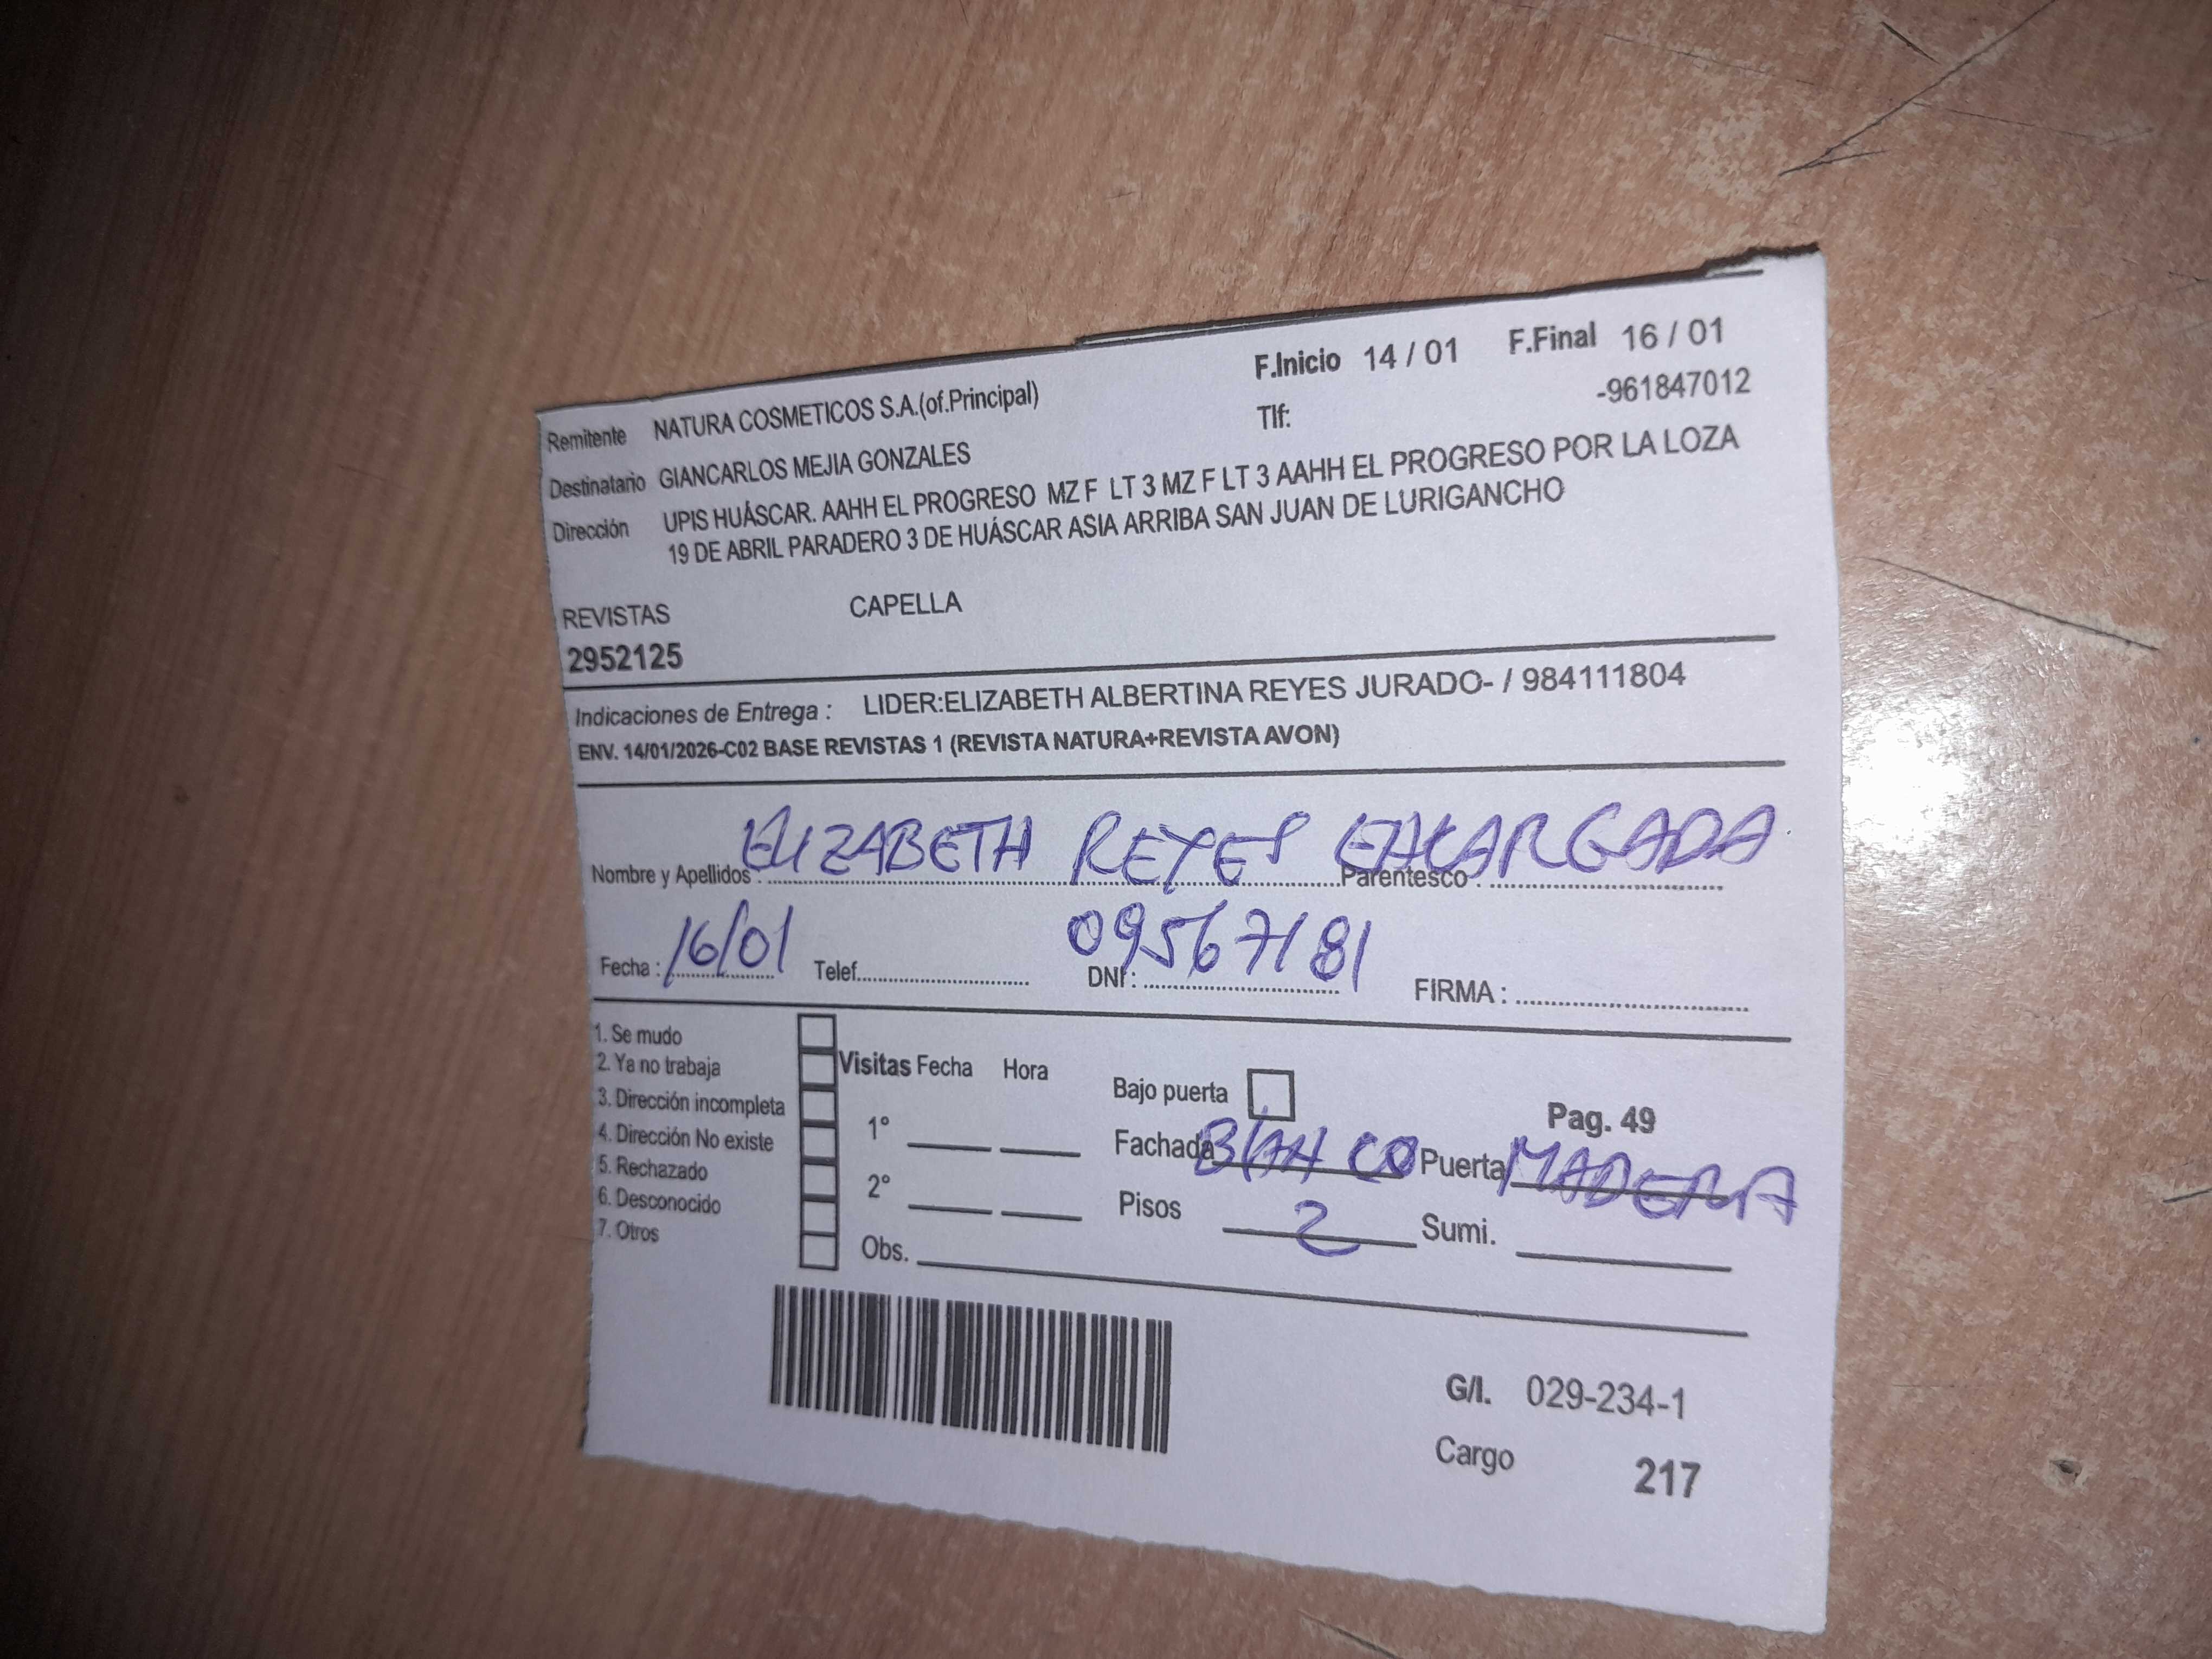 F.Inicio 14 / 01 F.Final 16 / 01
Remitente NATURA COSMETICOS S.A.(of.Principal) Tlf: -961847012
Destinatario GIANCARLOS MEJIA GONZALES
Dirección UPIS HUÁSCAR. AAHH EL PROGRESO MZ F LT 3 MZ F LT 3 AAHH EL PROGRESO POR LA LOZA
19 DE ABRIL PARADERO 3 DE HUÁSCAR ASIA ARRIBA SAN JUAN DE LURIGANCHO
REVISTAS CAPELLA
2952125
Indicaciones de Entrega : LIDER:ELIZABETH ALBERTINA REYES JURADO- / 984111804
ENV. 14/01/2026-C02 BASE REVISTAS 1 (REVISTA NATURA+REVISTA AVON)
Nombre y Apellidos : ELIZABETH REYES Parentesco : ENCARGADA
Fecha : 16/01 Telef. DNI : 09567181 FIRMA :
1. Se mudo
2. Ya no trabaja Visitas Fecha Hora Bajo puerta
3. Dirección incompleta 1° Pag. 49
4. Dirección No existe Fachada BLANCO Puerta MADERA
5. Rechazado 2°
6. Desconocido Pisos 2 Sumi.
7. Otros Obs.
G/I. 029-234-1
Cargo 217